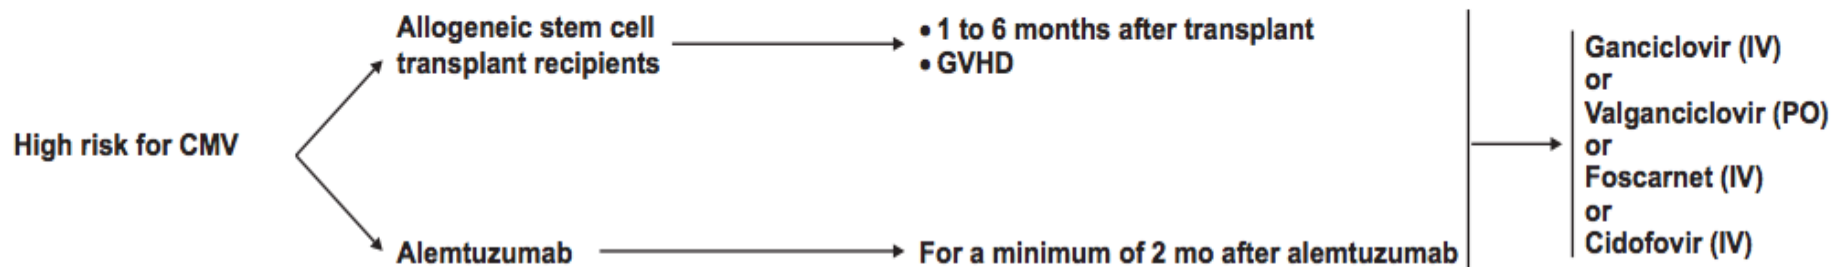 High risk for CMV
Allogeneic stem cell
transplant recipients
• 1 to 6 months after transplant
• GVHD
Alemtuzumab
For a minimum of 2 mo after alemtuzumab
Ganciclovir (IV)
or
Valganciclovir (PO)
or
Foscarnet (IV)
or
Cidofovir (IV)